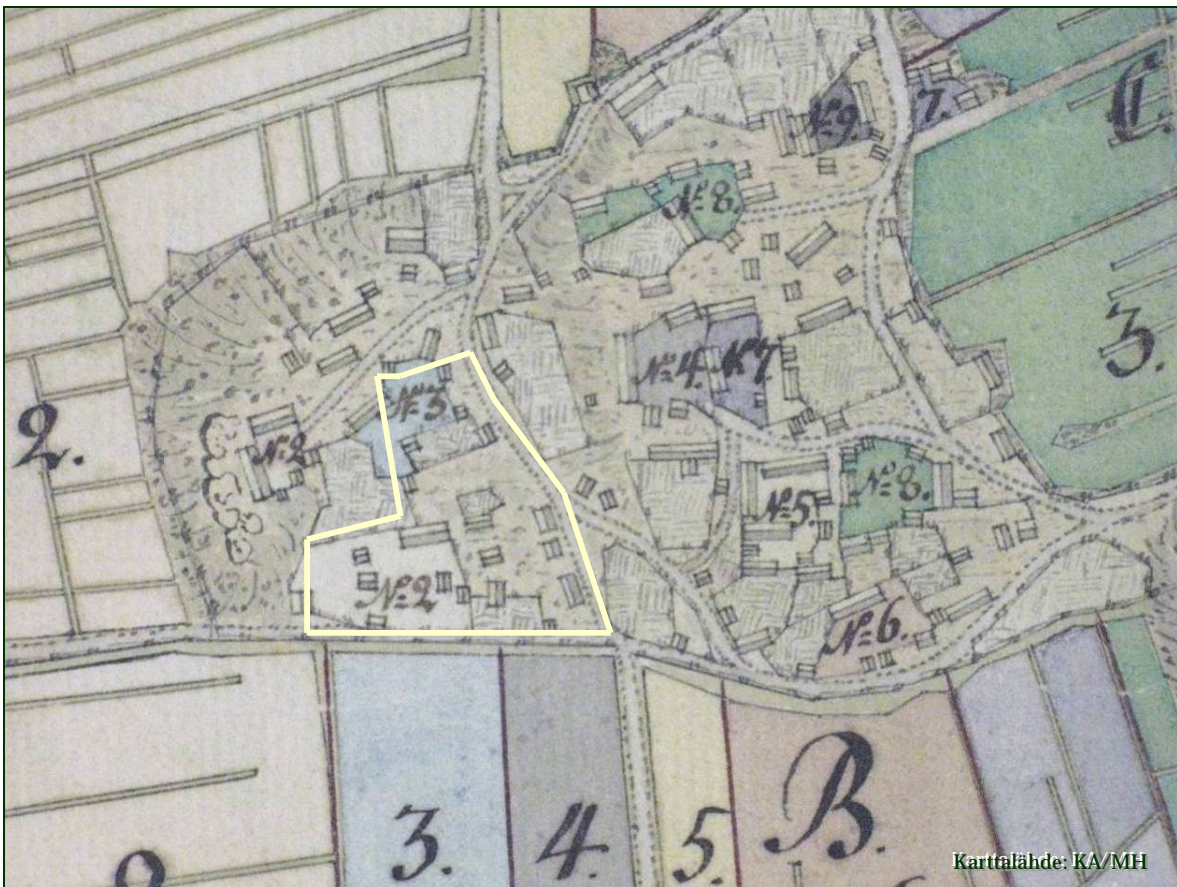 No 9.
7.
C.
No 8.
3.
No 4.
No 7.
No 3
2.
No 2
No 5.
No 8.
No 2
No 6.
3.
4.
5.
B.
Karttalähde: KA/MH